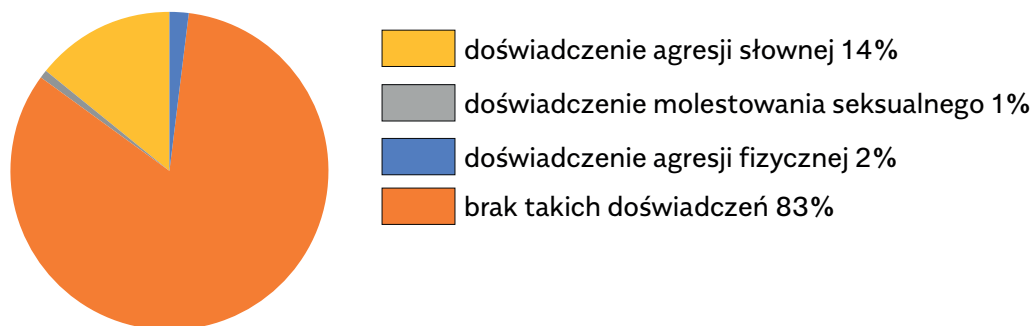 doświadczenie agresji słownej 14%
doświadczenie molestowania seksualnego 1%
doświadczenie agresji fizycznej 2%
brak takich doświadczeń 83%